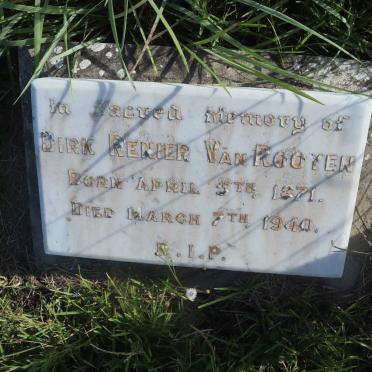 In Sacred Memory of
DIRK RENIER VAN ROOYEN
BORN APRIL 5TH. 1871.
DIED MARCH 7TH. 1940.
R.I.P.